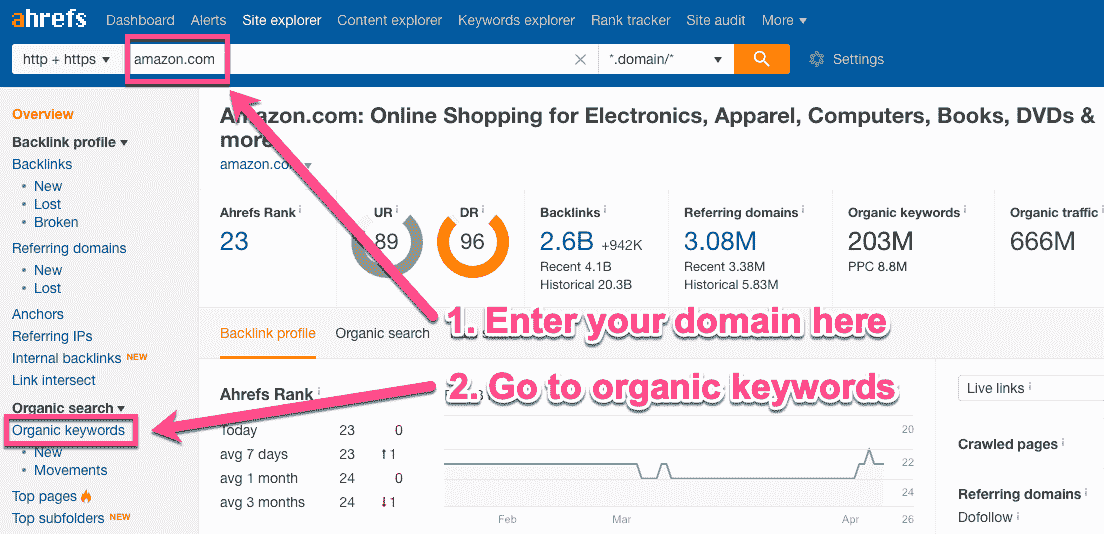 ahrefs Dashboard Alerts Site explorer Content explorer Keywords explorer Rank tracker Site audit More
http + https amazon.com *.domain/* Settings
Overview
Backlink profile
Backlinks
New
Lost
Broken
Referring domains
New
Lost
Anchors
Referring IPs
Internal backlinks NEW
Link intersect
Organic search
Organic keywords
New
Movements
Top pages
Top subfolders NEW
Amazon.com: Online Shopping for Electronics, Apparel, Computers, Books, DVDs &
more
amazon.com
Ahrefs Rank i
23
UR i
89
DR i
96
Backlinks i
2.6B +942K
Recent 4.1B
Historical 20.3B
Referring domains i
3.08M
Recent 3.38M
Historical 5.83M
Organic keywords i
203M
PPC 8.8M
Organic traffic i
666M
1. Enter your domain here
Backlink profile Organic search
2. Go to organic keywords
Ahrefs Rank i
Today 23 0
avg 7 days 23 ↑1
avg 1 month 24 0
avg 3 months 24 ↓1
20
22
24
26
Feb Mar Apr
Live links i
Crawled pages i
Referring domains i
Dofollow i